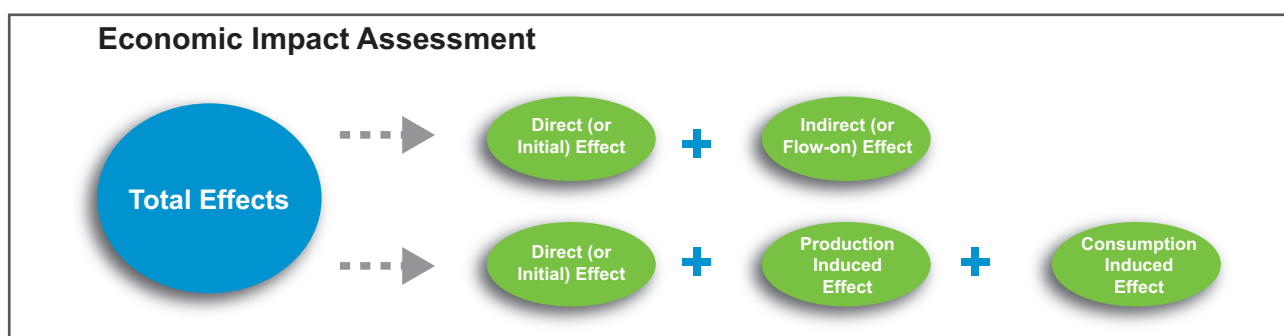 Economic Impact Assessment
Total Effects
Direct (or
Initial) Effect
+
Indirect (or
Flow-on) Effect
Direct (or
Initial) Effect
+
Production
Induced
Effect
+
Consumption
Induced
Effect